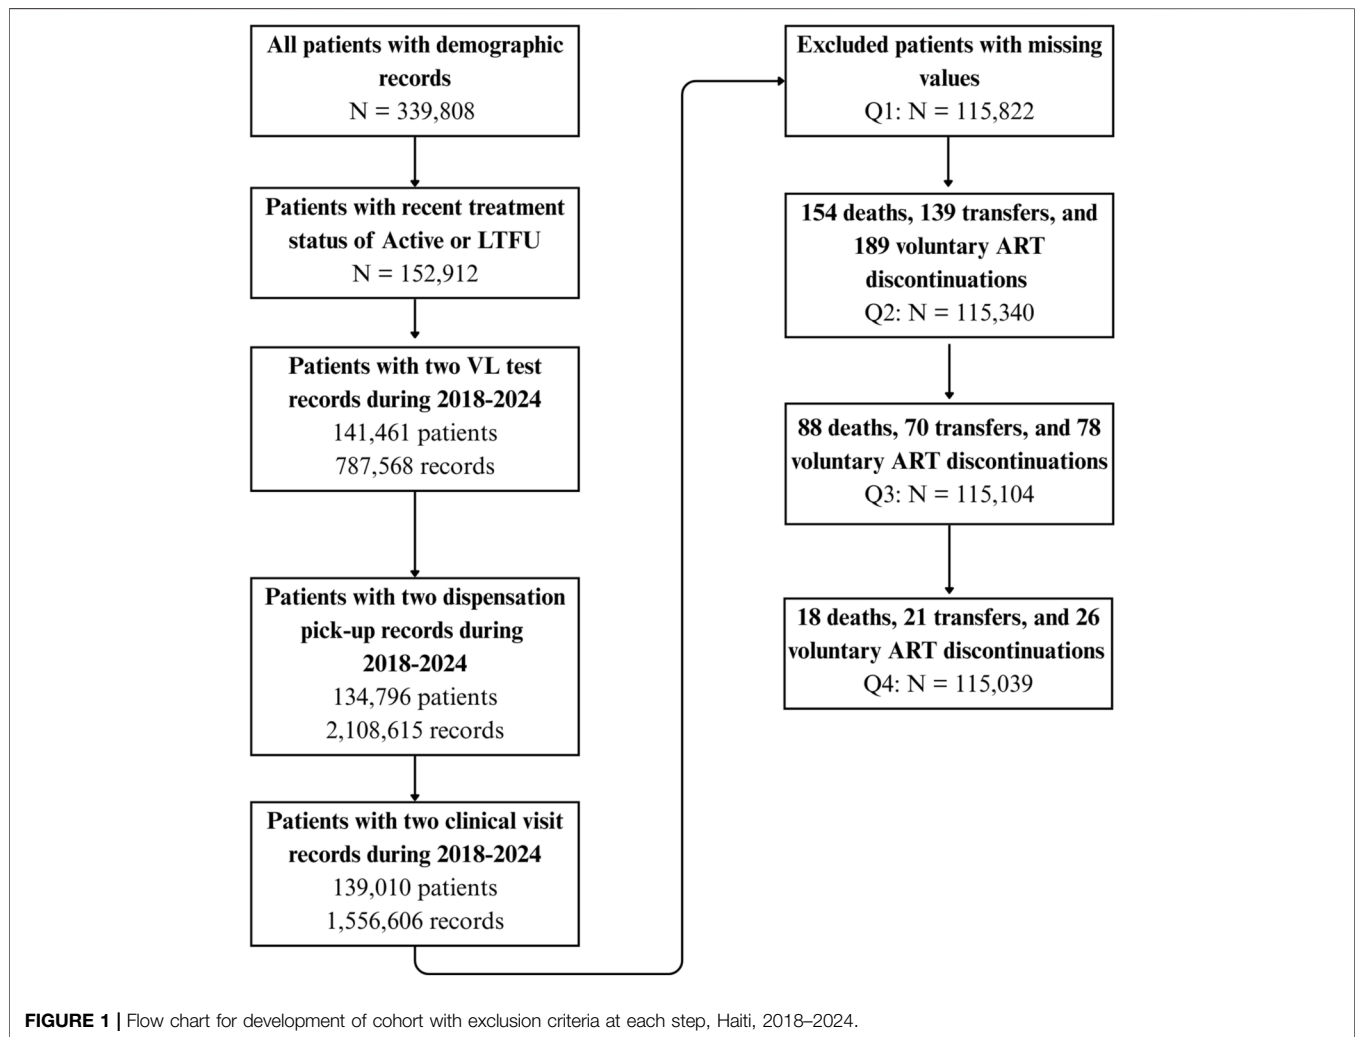 All patients with demographic
records
N = 339,808
Patients with recent treatment
status of Active or LTFU
N = 152,912
Patients with two VL test
records during 2018-2024
141,461 patients
787,568 records
Patients with two dispensation
pick-up records during
2018-2024
134,796 patients
2,108,615 records
Patients with two clinical visit
records during 2018-2024
139,010 patients
1,556,606 records
Excluded patients with missing
values
Q1: N = 115,822
154 deaths, 139 transfers, and
189 voluntary ART
discontinuations
Q2: N = 115,340
88 deaths, 70 transfers, and 78
voluntary ART discontinuations
Q3: N = 115,104
18 deaths, 21 transfers, and 26
voluntary ART discontinuations
Q4: N = 115,039
FIGURE 1 | Flow chart for development of cohort with exclusion criteria at each step, Haiti, 2018–2024.